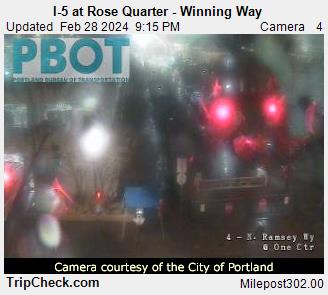 I-5 at Rose Quarter - Winning Way
Updated Feb 28 2024 9:15 PM Camera 4
PBOT
PORTLAND BUREAU OF TRANSPORTATION
4 - N. Ramsey Wy
@ One Ctr
Camera courtesy of the City of Portland
TripCheck.com Milepost302.00